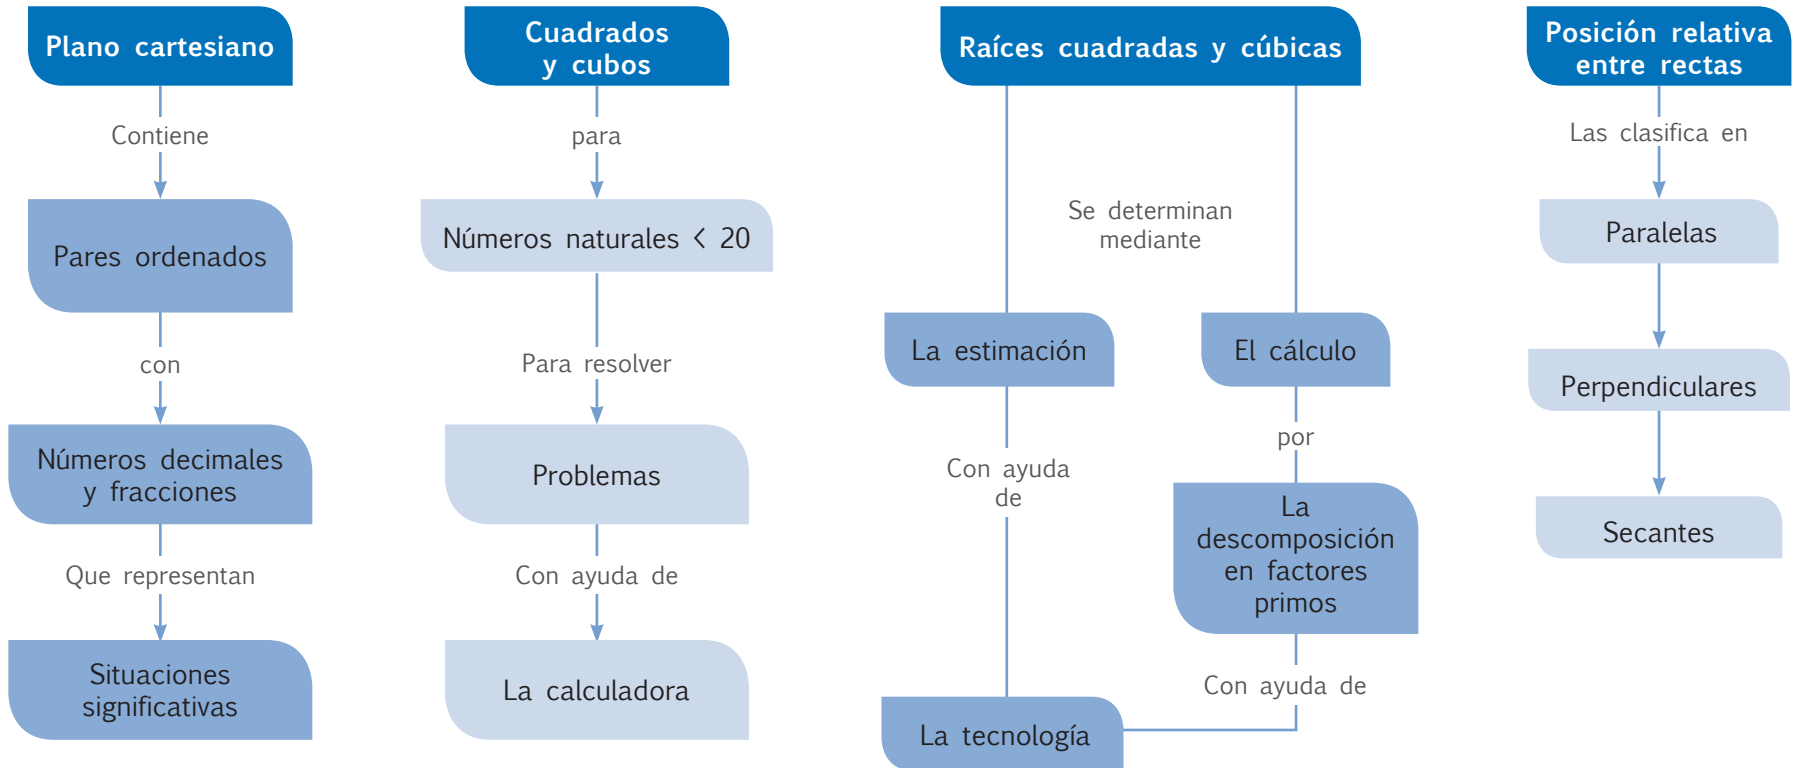 Plano cartesiano
Contiene
Pares ordenados
con
Números decimales
y fracciones
Que representan
Situaciones
significativas
Cuadrados
y cubos
para
Números naturales < 20
Para resolver
Problemas
Con ayuda de
La calculadora
Raíces cuadradas y cúbicas
Se determinan
mediante
La estimación
Con ayuda
de
El cálculo
por
La
descomposición
en factores
primos
Con ayuda de
La tecnología
Posición relativa
entre rectas
Las clasifica en
Paralelas
Perpendiculares
Secantes